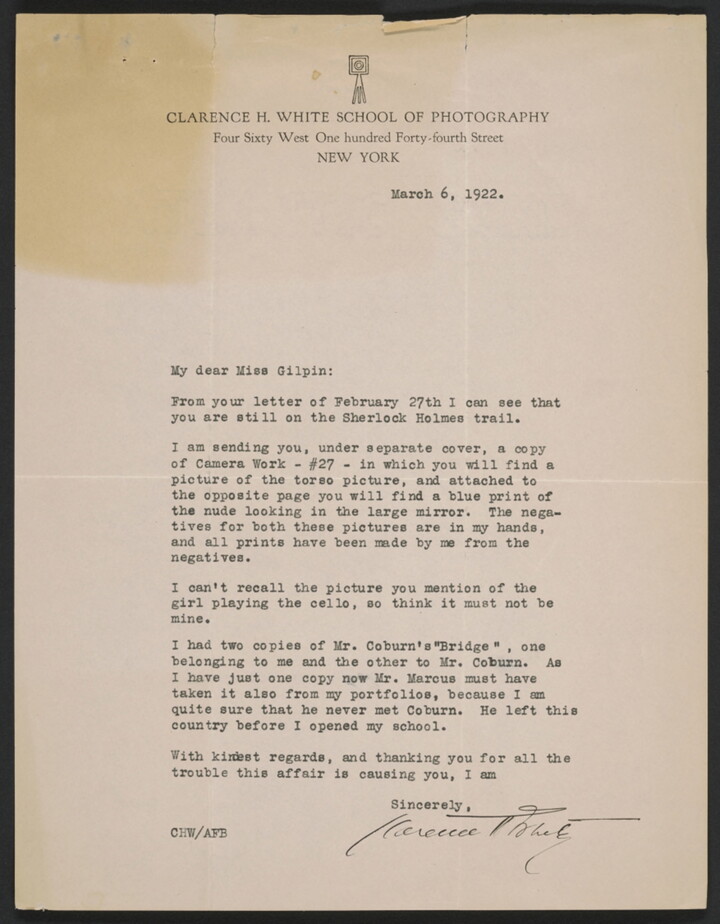 CLARENCE H. WHITE SCHOOL OF PHOTOGRAPHY
Four Sixty West One hundred Forty-fourth Street
NEW YORK
March 6, 1922.
My dear Miss Gilpin:
From your letter of February 27th I can see that
you are still on the Sherlock Holmes trail.
I am sending you, under separate cover, a copy
of Camera Work - #27 - in which you will find a
picture of the torso picture, and attached to
the opposite page you will find a blue print of
the nude looking in the large mirror. The nega-
tives for both these pictures are in my hands,
and all prints have been made by me from the
negatives.
I can't recall the picture you mention of the
girl playing the cello, so think it must not be
mine.
I had two copies of Mr. Coburn's"Bridge", one
belonging to me and the other to Mr. Coburn. As
I have just one copy now Mr. Marcus must have
taken it also from my portfolios, because I am
quite sure that he never met Coburn. He left this
country before I opened my school.
With kindest regards, and thanking you for all the
trouble this affair is causing you, I am
Sincerely,
Clarence H White
CHW/AFB